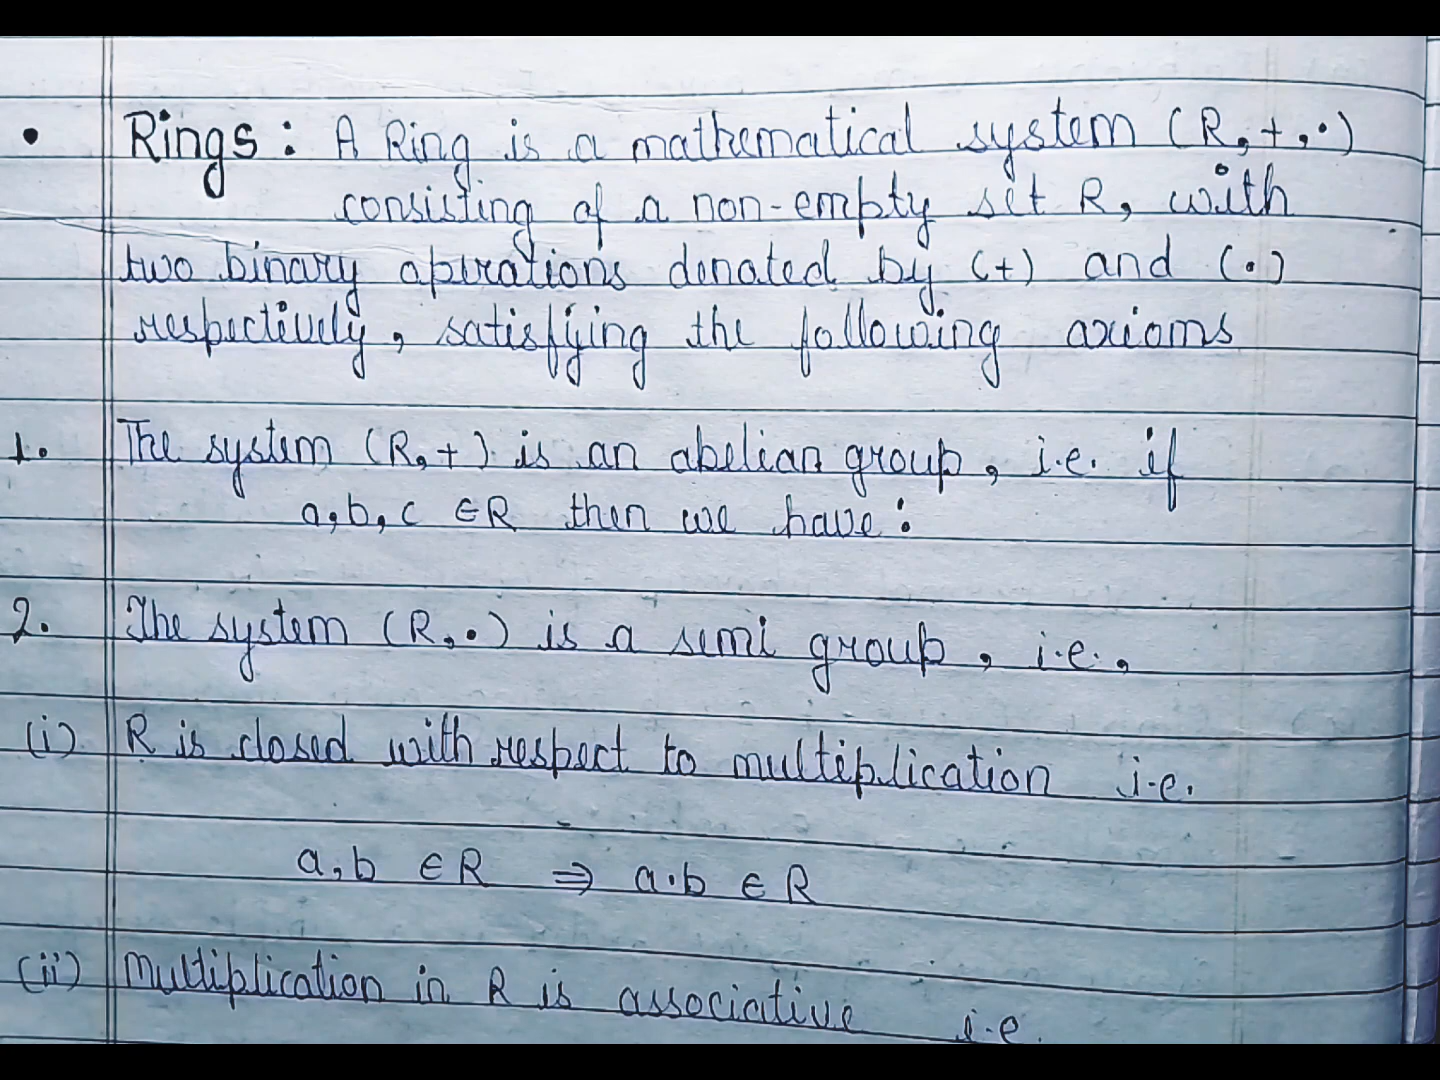 • Rings : A Ring is a mathematical system (R, +, •)
consisting of a non-empty set R, with
two binary operations denoted by (+) and (•)
respectively, satisfying the following axioms
1. The system (R, +) is an abelian group, i.e. if
a, b, c ∈ R then we have :
2. The system (R, •) is a semi group, i.e.,
(i) R is closed with respect to multiplication i.e.
a, b ∈ R ⇒ a·b ∈ R
(ii) Multiplication in R is associative i.e.